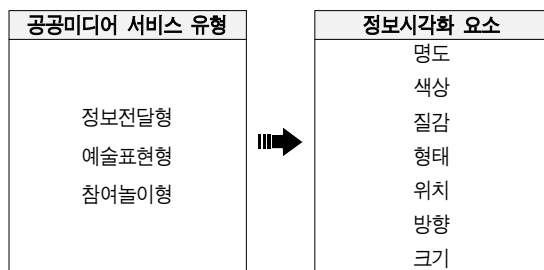 공공미디어 서비스 유형
정보전달형
예술표현형
참여놀이형
정보시각화 요소
명도
색상
질감
형태
위치
방향
크기